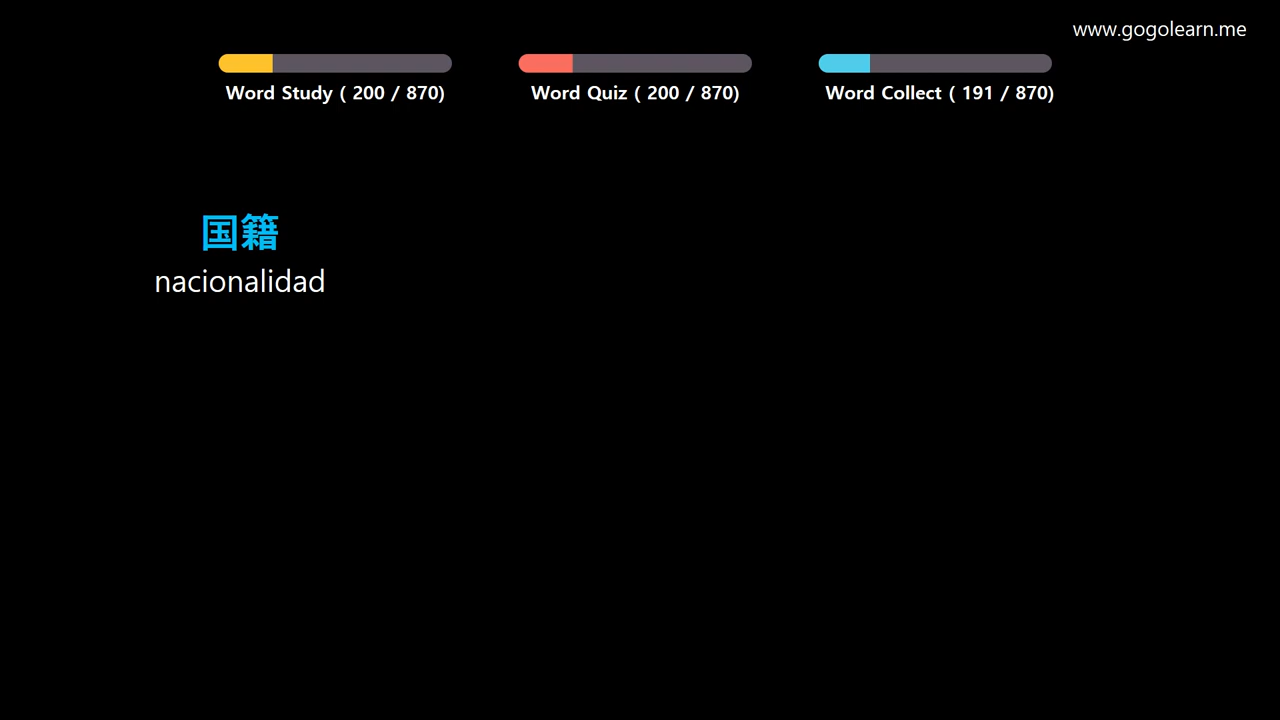 www.gogolearn.me
Word Study ( 200 / 870)
Word Quiz ( 200 / 870)
Word Collect ( 191 / 870)
国籍
nacionalidad